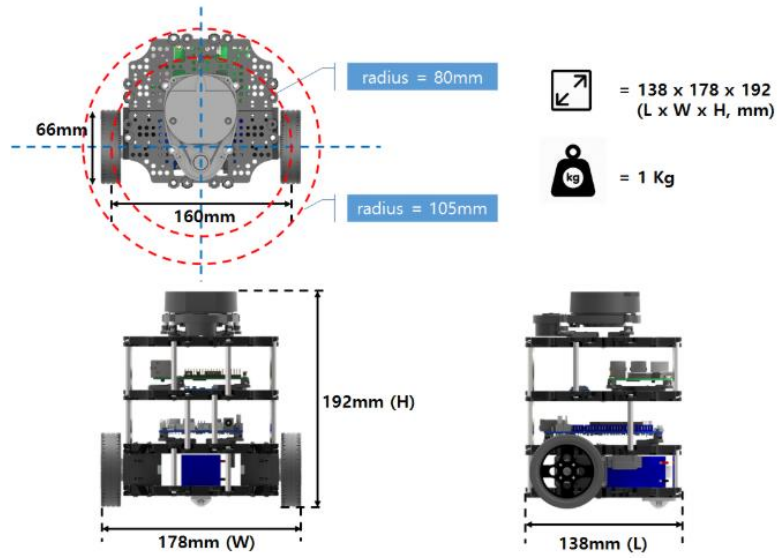 radius = 80mm
= 138 x 178 x 192
(L x W x H, mm)
66mm
kg
= 1 Kg
160mm
radius = 105mm
192mm (H)
178mm (W)
138mm (L)